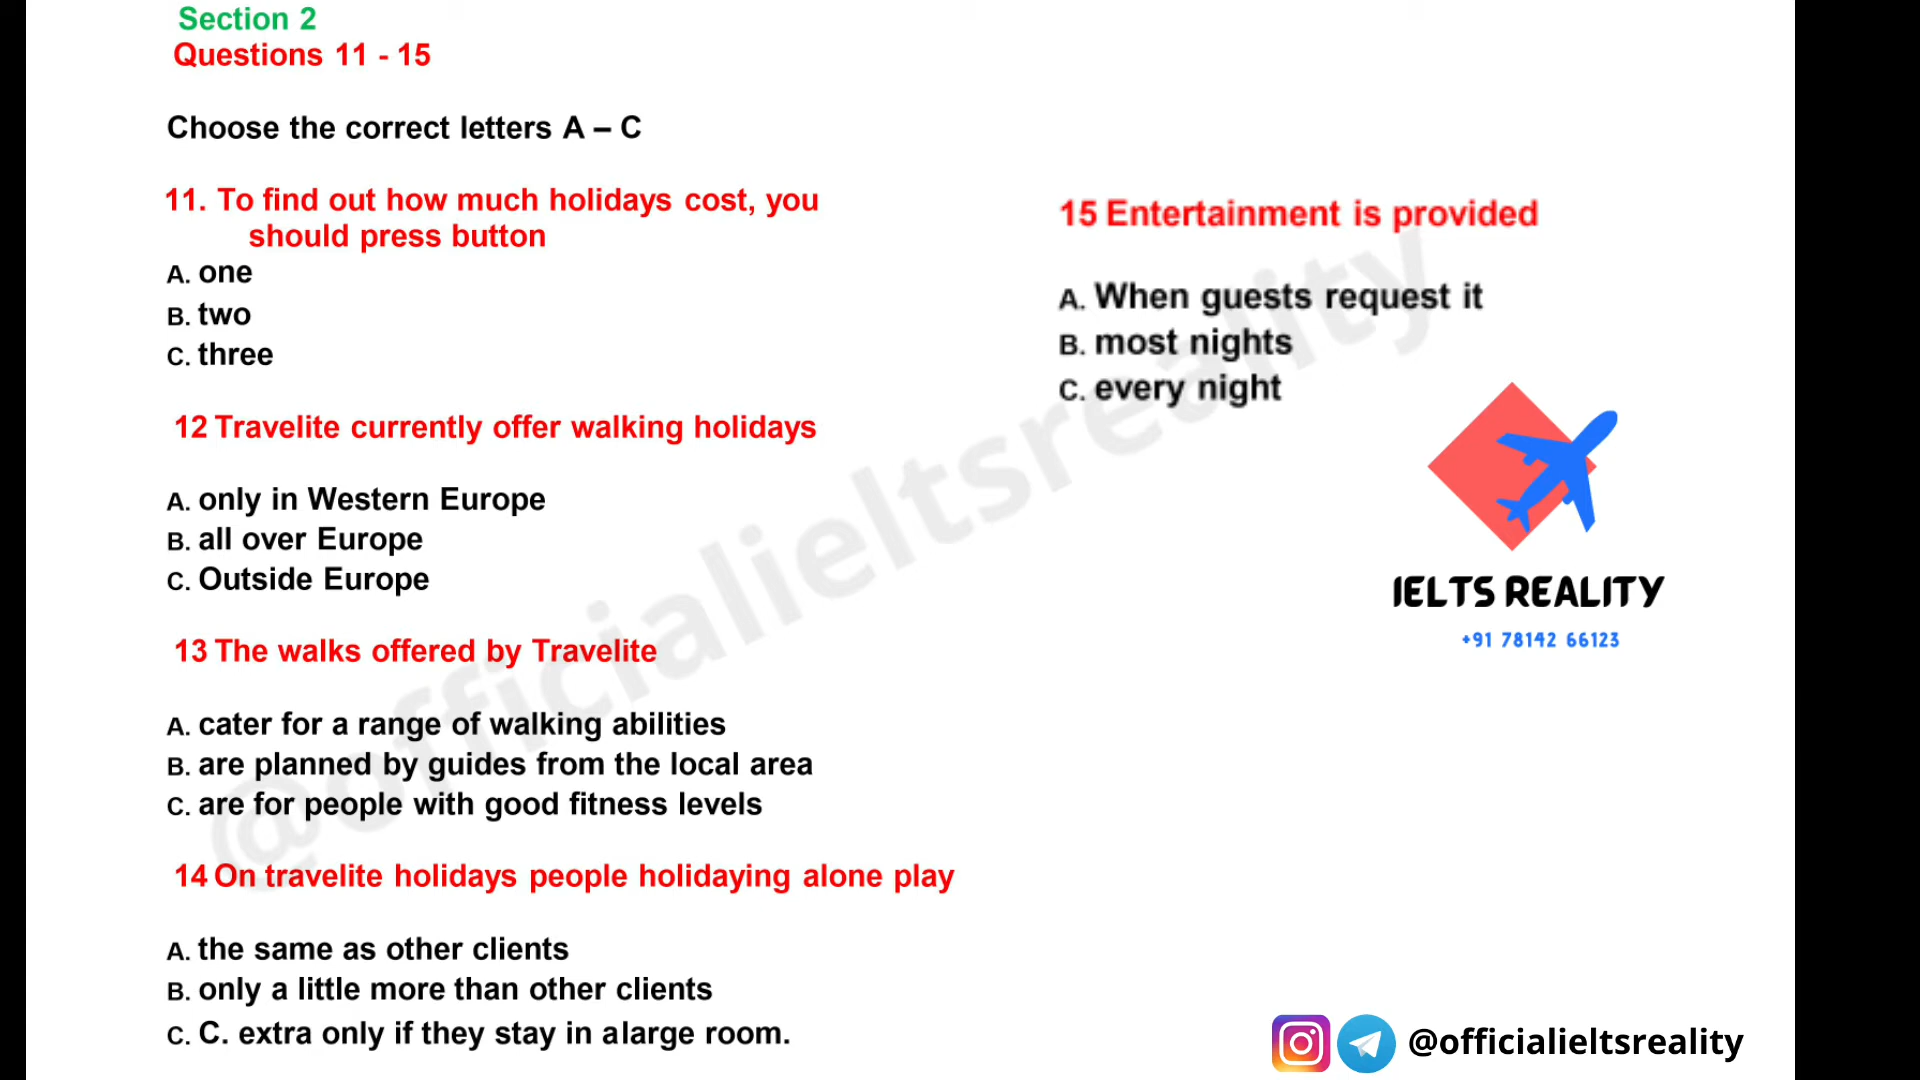 Section 2
Questions 11 - 15
Choose the correct letters A – C
11. To find out how much holidays cost, you
should press button
A. one
B. two
C. three
12 Travelite currently offer walking holidays
A. only in Western Europe
B. all over Europe
C. Outside Europe
13 The walks offered by Travelite
A. cater for a range of walking abilities
B. are planned by guides from the local area
C. are for people with good fitness levels
14 On travelite holidays people holidaying alone play
A. the same as other clients
B. only a little more than other clients
C. C. extra only if they stay in alarge room.
15 Entertainment is provided
A. When guests request it
B. most nights
C. every night
IELTS REALITY
+91 78142 66123
@officialieltsreality
@officialieltsreality